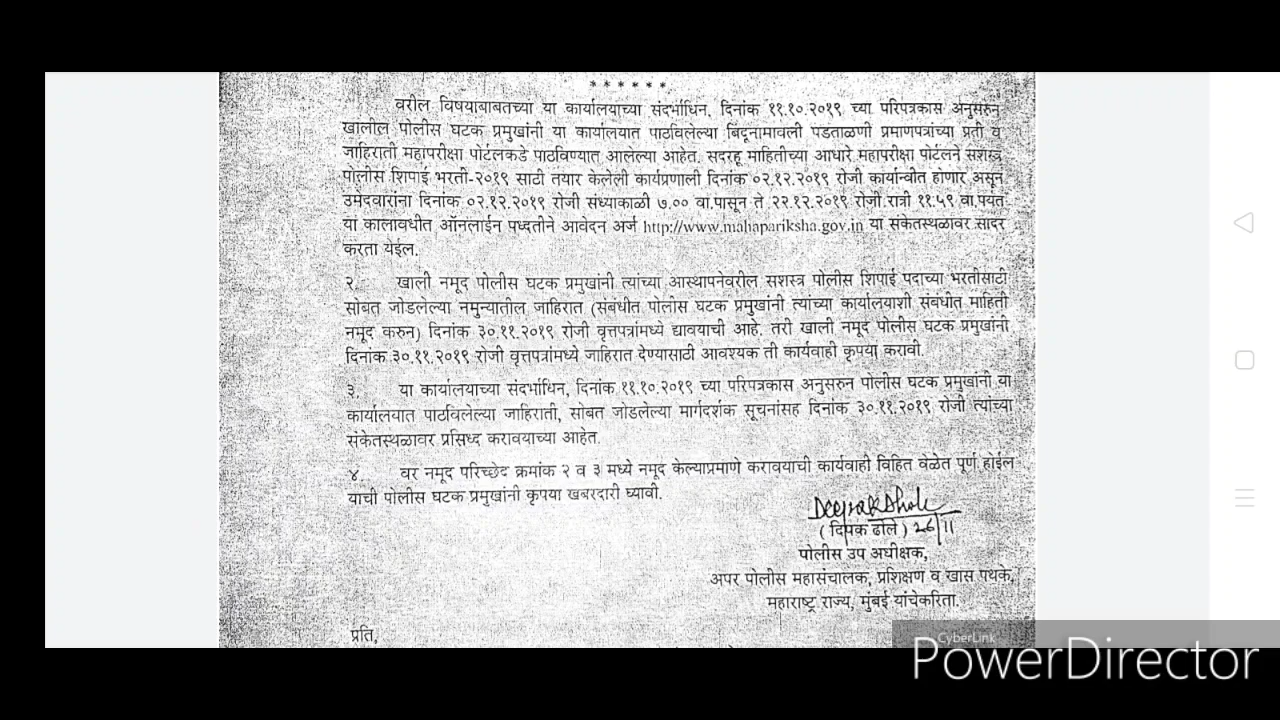 * * * * * *
वरील विषयाबाबतच्या या कार्यालयाच्या संदर्भाधिन, दिनांक ११.१०.२०१९ च्या परिपत्रकास अनुसरुन
खालील पोलीस घटक प्रमुखांनी या कार्यालयात पाठविलेल्या बिंदूनामावली पडताळणी प्रमाणपत्रांच्या प्रती व
जाहिराती महापरीक्षा पोर्टलकडे पाठविण्यात आलेल्या आहेत. सदरहू माहितीच्या आधारे महापरीक्षा पोर्टलने सशस्त्र
पोलीस शिपाई भरती-२०१९ साठी तयार केलेली कार्यप्रणाली दिनांक ०२.१२.२०१९ रोजी कार्यान्वीत होणार असून
उमेदवारांना दिनांक ०२.१२.२०१९ रोजी संध्याकाळी ७.०० वा.पासून ते २२.१२.२०१९ रोजी रात्री ११.५९ वा.पर्यंत
या कालावधीत ऑनलाईन पध्दतीने आवेदन अर्ज http://www.mahapariksha.gov.in या संकेतस्थळावर सादर
करता येईल.
२. खाली नमूद पोलीस घटक प्रमुखांनी त्यांच्या आस्थापनेवरील सशस्त्र पोलीस शिपाई पदाच्या भरतीसाटी
सोबत जोडलेल्या नमुन्यातील जाहिरात (संबंधीत पोलीस घटक प्रमुखांनी त्यांच्या कार्यालयाशी संबंधीत माहिती
नमूद करुन) दिनांक ३०.११.२०१९ रोजी वृत्तपत्रांमध्ये द्यावयाची आहे. तरी खाली नमूद पोलीस घटक प्रमुखांनी
दिनांक ३०.११.२०१९ रोजी वृत्तपत्रांमध्ये जाहिरात देण्यासाठी आवश्यक ती कार्यवाही कृपया करावी.
३. या कार्यालयाच्या संदर्भाधिन, दिनांक ११.१०.२०१९ च्या परिपत्रकास अनुसरुन पोलीस घटक प्रमुखांनी या
कार्यालयात पाठविलेल्या जाहिराती, सोबत जोडलेल्या मार्गदर्शक सूचनांसह दिनांक ३०.११.२०१९ रोजी त्यांच्या
संकेतस्थळावर प्रसिध्द करावयाच्या आहेत.
४. वर नमूद परिच्छेद क्रमांक २ व ३ मध्ये नमूद केल्याप्रमाणे करावयाची कार्यवाही विहित वेळेत पूर्ण होईल
याची पोलीस घटक प्रमुखांनी कृपया खबरदारी घ्यावी.
Deepak Dhole
( दिपक ढोले ) २६/११
पोलीस उप अधीक्षक,
अपर पोलीस महासंचालक, प्रशिक्षण व खास पथके,
महाराष्ट्र राज्य, मुंबई यांचेकरिता.
प्रति,
CyberLink
PowerDirector